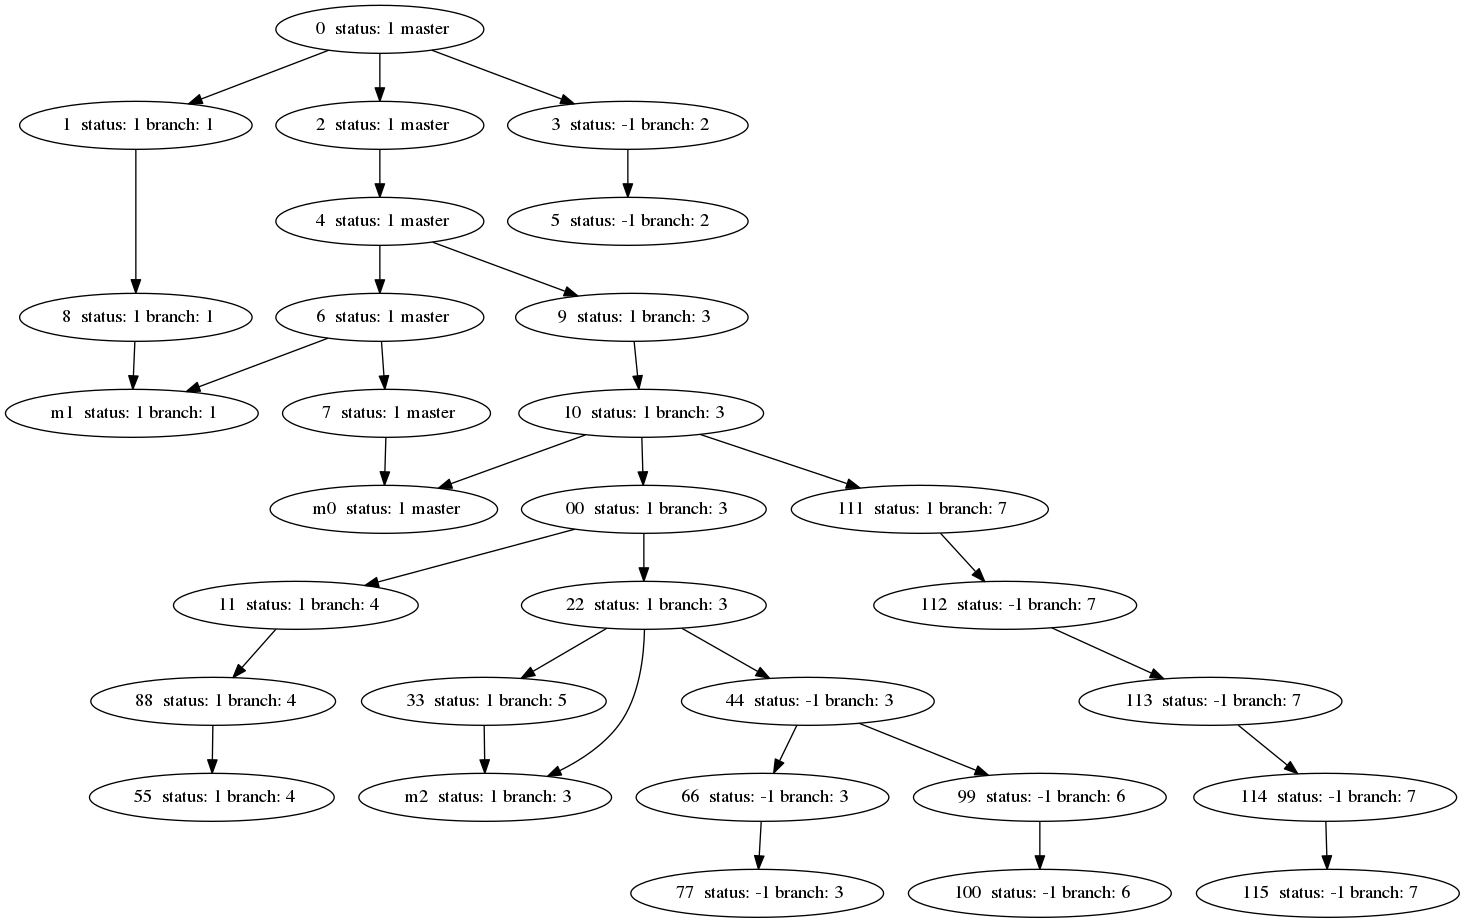 0 status: 1 master
1 status: 1 branch: 1
2 status: 1 master
3 status: -1 branch: 2
4 status: 1 master
5 status: -1 branch: 2
8 status: 1 branch: 1
6 status: 1 master
9 status: 1 branch: 3
m1 status: 1 branch: 1
7 status: 1 master
10 status: 1 branch: 3
m0 status: 1 master
00 status: 1 branch: 3
111 status: 1 branch: 7
11 status: 1 branch: 4
22 status: 1 branch: 3
112 status: -1 branch: 7
88 status: 1 branch: 4
33 status: 1 branch: 5
44 status: -1 branch: 3
113 status: -1 branch: 7
55 status: 1 branch: 4
m2 status: 1 branch: 3
66 status: -1 branch: 3
99 status: -1 branch: 6
114 status: -1 branch: 7
77 status: -1 branch: 3
100 status: -1 branch: 6
115 status: -1 branch: 7